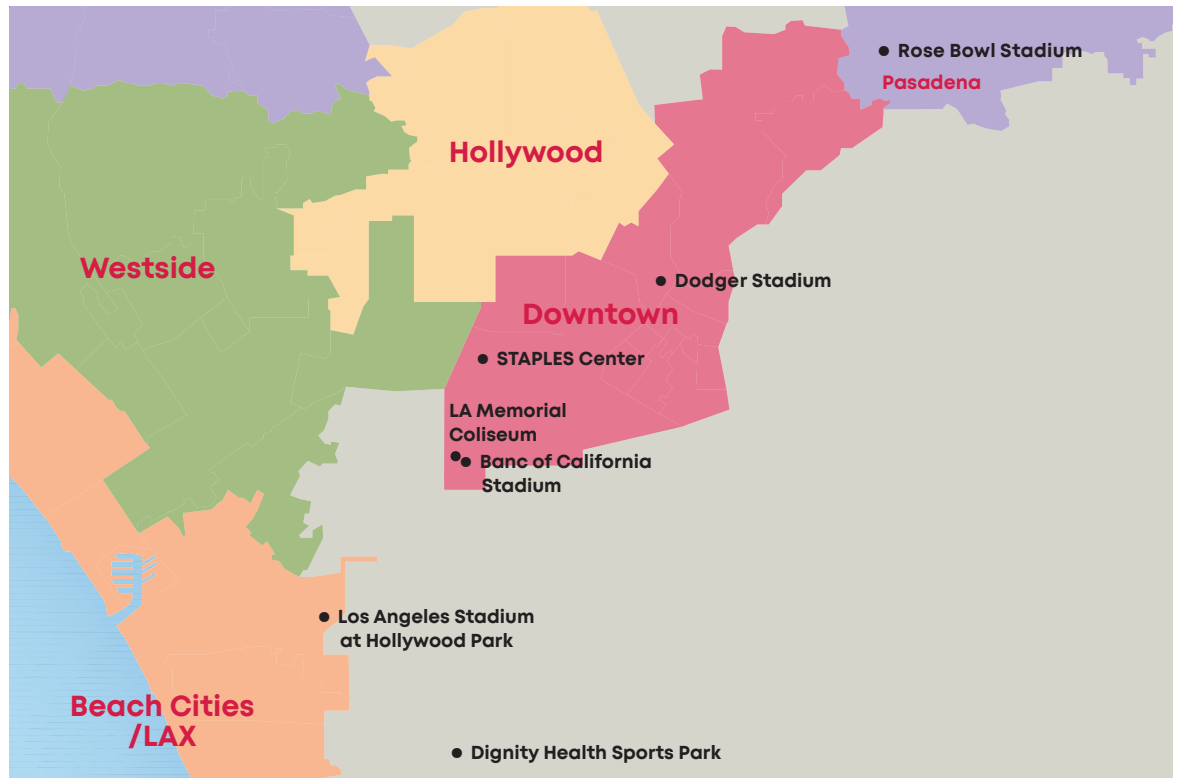 Rose Bowl Stadium
Pasadena
Hollywood
Westside
Dodger Stadium
Downtown
STAPLES Center
LA Memorial
Coliseum
Banc of California
Stadium
Los Angeles Stadium
at Hollywood Park
Beach Cities
/LAX
Dignity Health Sports Park